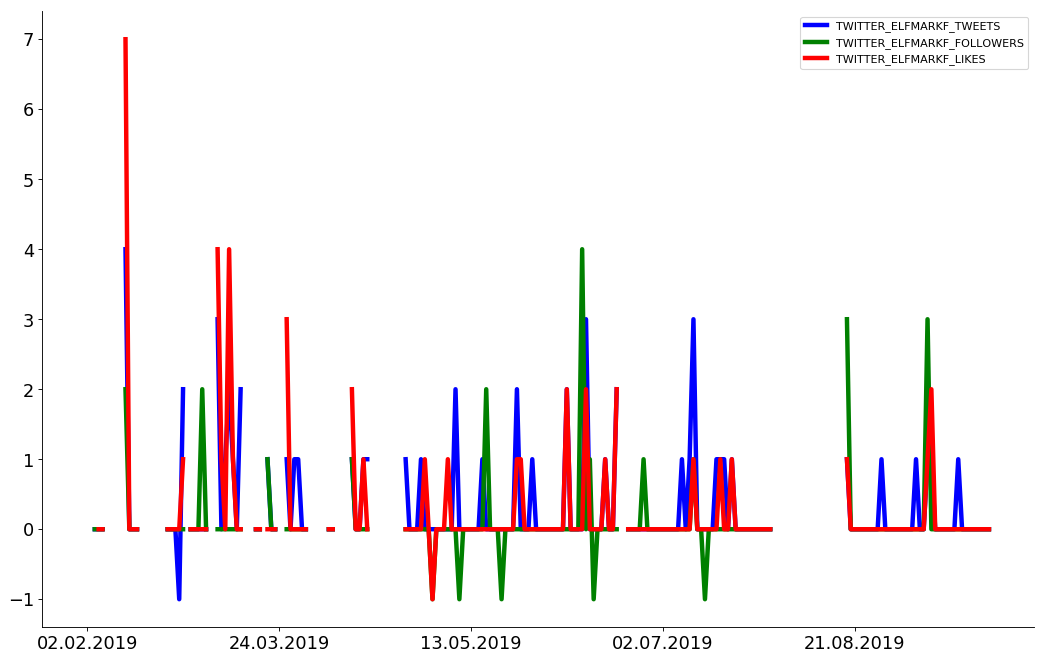 TWITTER_ELFMARKF_TWEETS
TWITTER_ELFMARKF_FOLLOWERS
TWITTER_ELFMARKF_LIKES
7
6
5
4
3
2
1
0
−1
02.02.2019 24.03.2019 13.05.2019 02.07.2019 21.08.2019